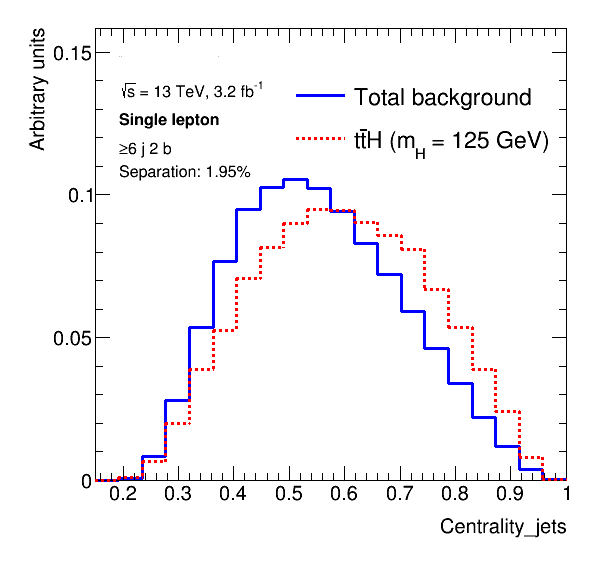 Arbitrary units
0.15
0.1
0.05
0
√s = 13 TeV, 3.2 fb⁻¹
Single lepton
≥6 j 2 b
Separation: 1.95%
Total background
tt̄H (m_H = 125 GeV)
0.2 0.3 0.4 0.5 0.6 0.7 0.8 0.9 1
Centrality_jets